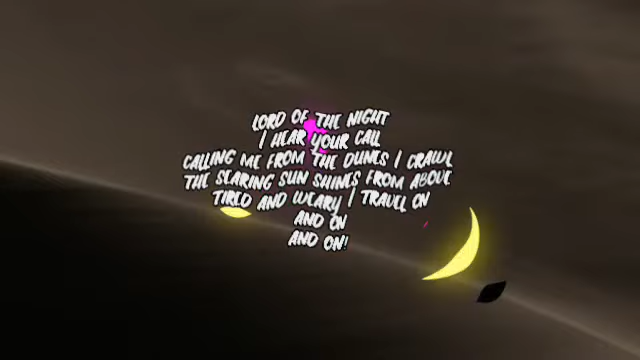 LORD OF THE NIGHT
I HEAR YOUR CALL
CALLING ME FROM THE DUNES I CRAWL
THE SEARING SUN SHINES FROM ABOVE
TIRED AND WEARY I TRAVEL ON
AND ON
AND ON!